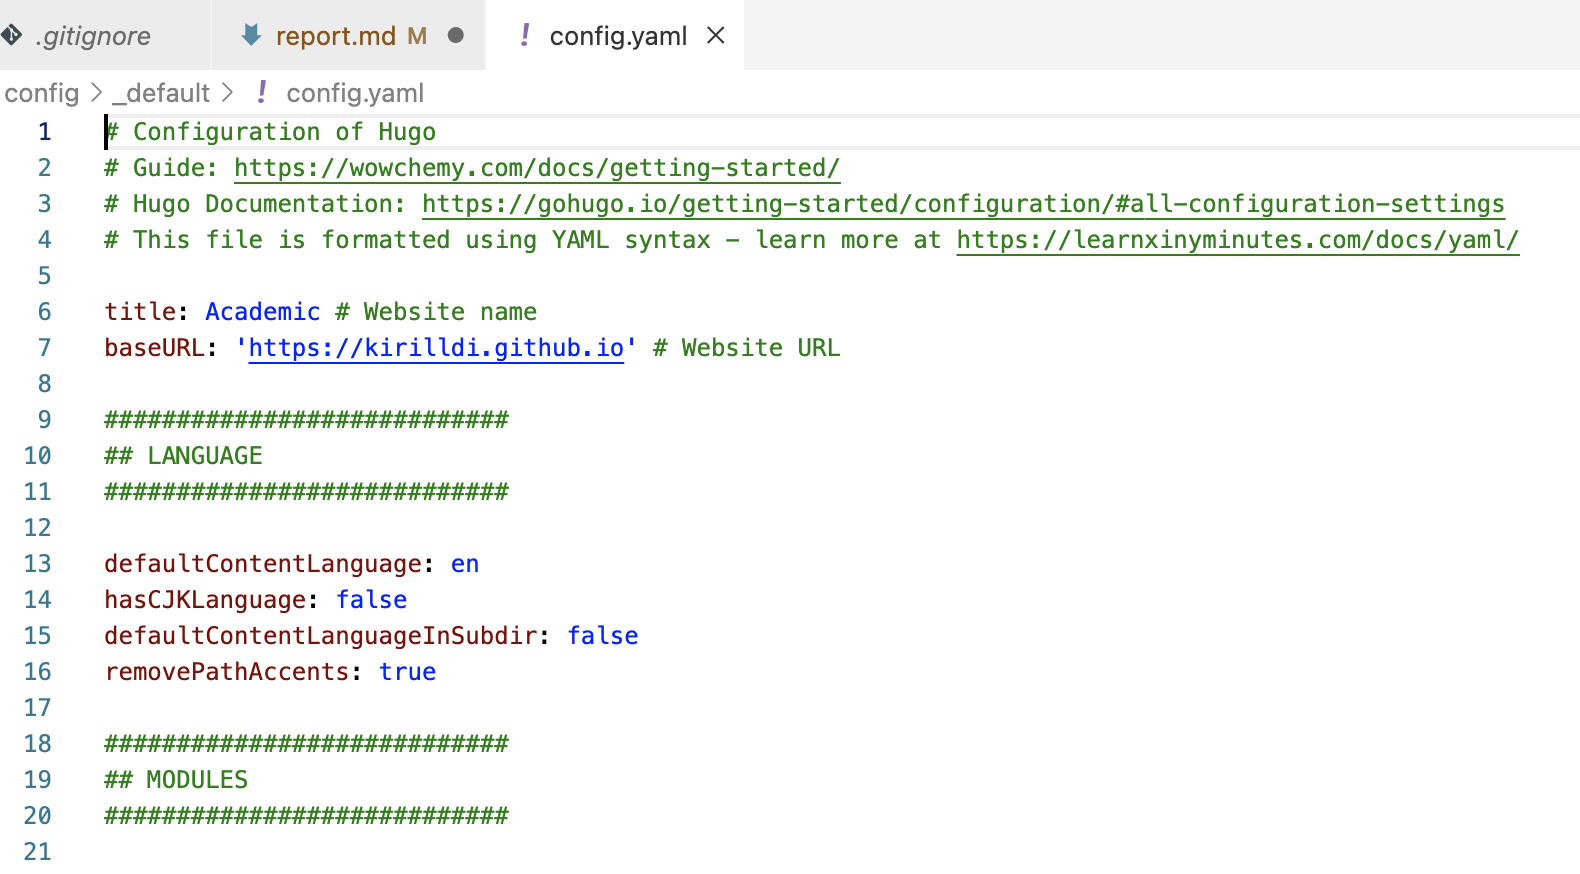 .gitignore report.md M config.yaml
config > _default > ! config.yaml
1 # Configuration of Hugo
2 # Guide: https://wowchemy.com/docs/getting-started/
3 # Hugo Documentation: https://gohugo.io/getting-started/configuration/#all-configuration-settings
4 # This file is formatted using YAML syntax - learn more at https://learnxinyminutes.com/docs/yaml/
5
6 title: Academic # Website name
7 baseURL: 'https://kirilldi.github.io' # Website URL
8
9 ############################
10 ## LANGUAGE
11 ############################
12
13 defaultContentLanguage: en
14 hasCJKLanguage: false
15 defaultContentLanguageInSubdir: false
16 removePathAccents: true
17
18 ############################
19 ## MODULES
20 ############################
21